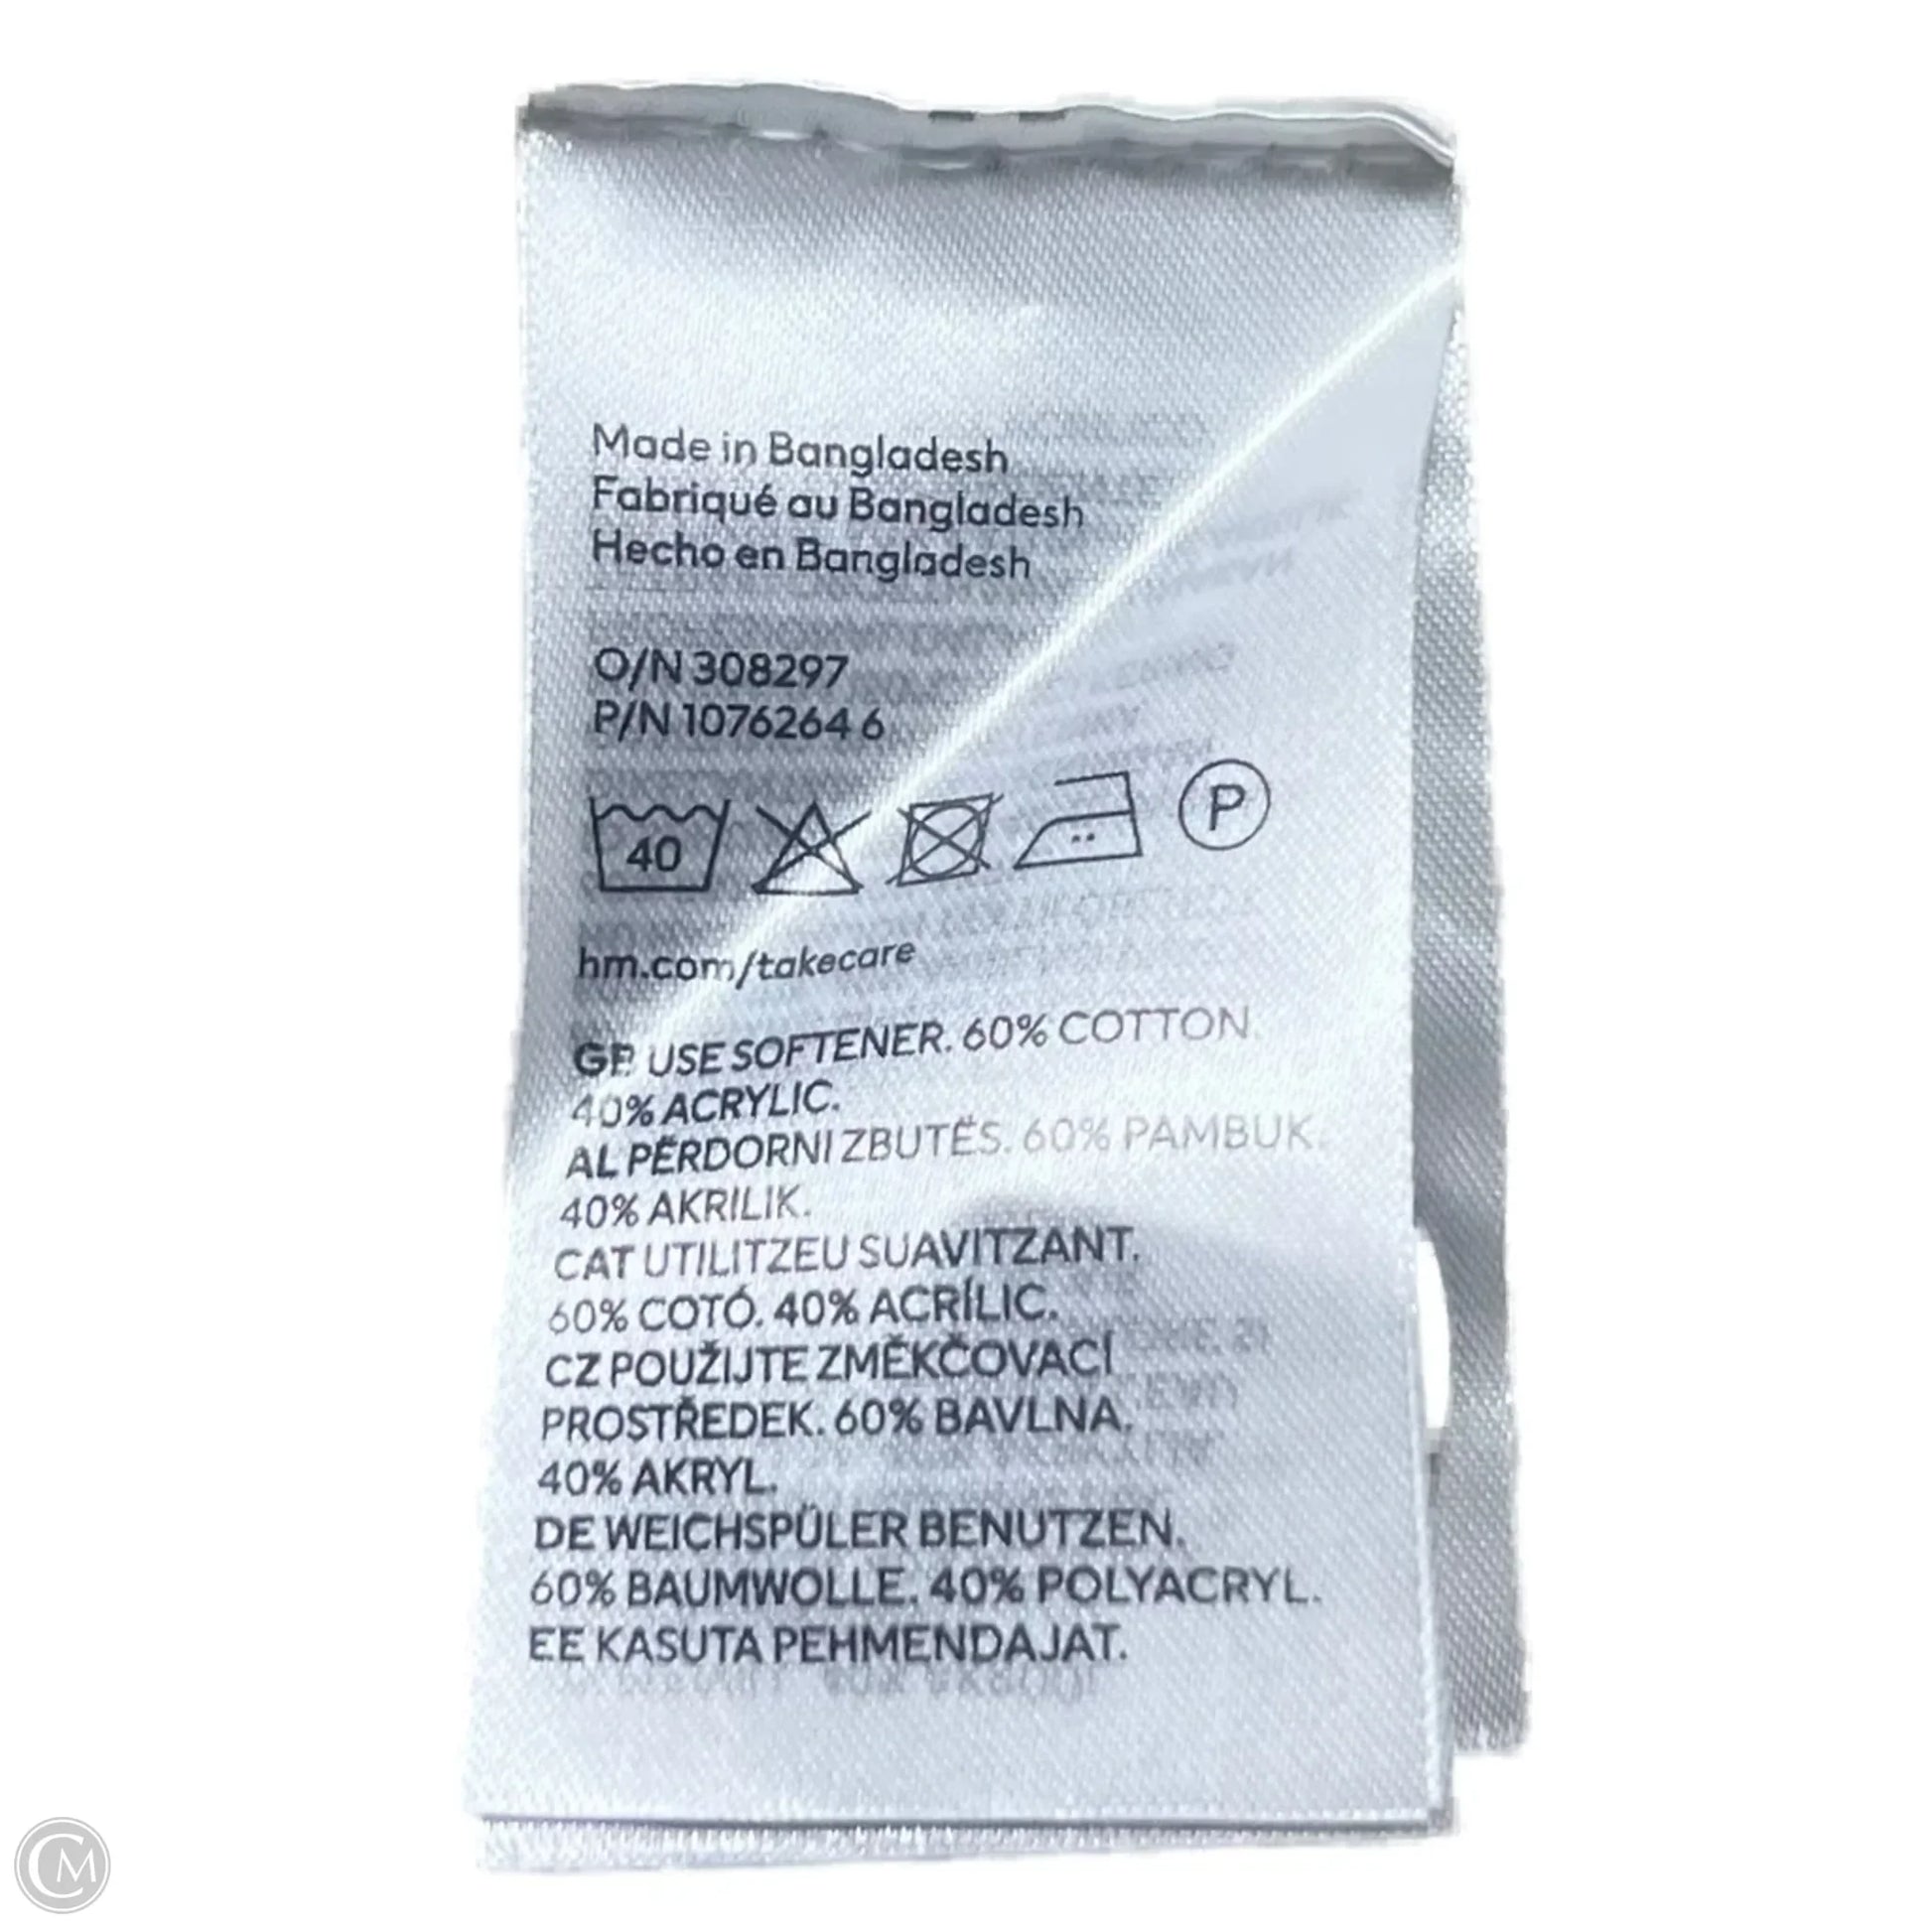 Made in Bangladesh
Fabriqué au Bangladesh
Hecho en Bangladesh
O/N 308297
P/N 1076264 6
40
P
hm.com/takecare
USE SOFTENER. 60% COTTON.
40% ACRYLIC.
AL PËRDORNI ZBUTËS. 60% PAMBUK.
40% AKRILIK.
CAT UTILITZEU SUAVITZANT.
60% COTÓ. 40% ACRÍLIC.
CZ POUŽIJTE ZMĚKČOVACÍ
PROSTŘEDEK. 60% BAVLNA.
40% AKRYL.
DE WEICHSPÜLER BENUTZEN.
60% BAUMWOLLE. 40% POLYACRYL.
EE KASUTA PEHMENDAJAT.
CM